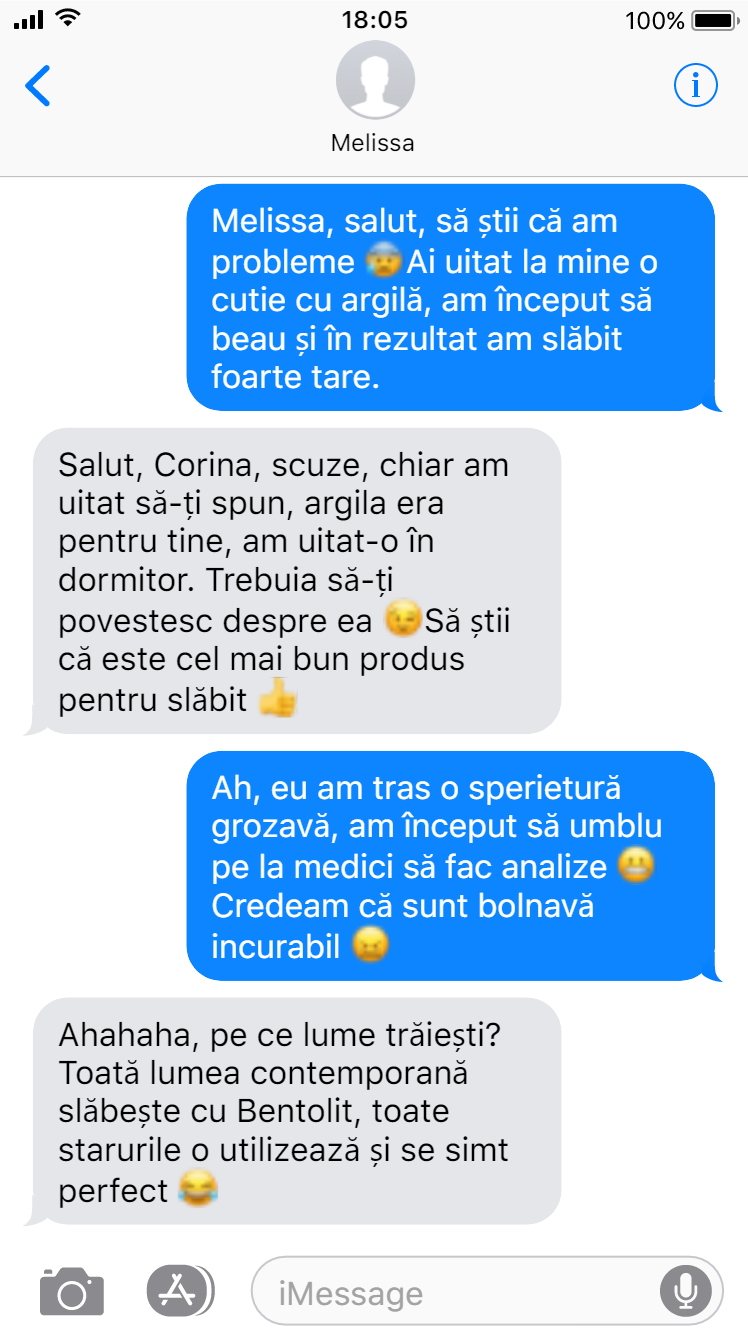 18:05
100%
Melissa
Melissa, salut, să știi că am
probleme 😰Ai uitat la mine o
cutie cu argilă, am început să
beau și în rezultat am slăbit
foarte tare.
Salut, Corina, scuze, chiar am
uitat să-ți spun, argila era
pentru tine, am uitat-o în
dormitor. Trebuia să-ți
povestesc despre ea 😉Să știi
că este cel mai bun produs
pentru slăbit 👍
Ah, eu am tras o sperietură
grozavă, am început să umblu
pe la medici să fac analize 😬
Credeam că sunt bolnavă
incurabil 😠
Ahahaha, pe ce lume trăiești?
Toată lumea contemporană
slăbește cu Bentolit, toate
starurile o utilizează și se simt
perfect 😂
iMessage